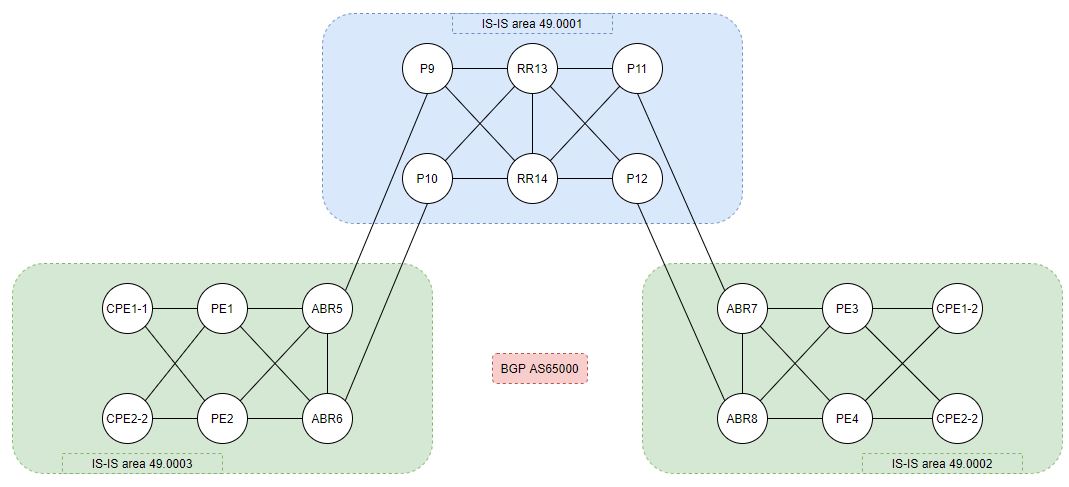 IS-IS area 49.0001
P9
RR13
P11
P10
RR14
P12
CPE1-1
PE1
ABR5
ABR7
PE3
CPE1-2
BGP AS65000
CPE2-2
PE2
ABR6
ABR8
PE4
CPE2-2
IS-IS area 49.0003
IS-IS area 49.0002